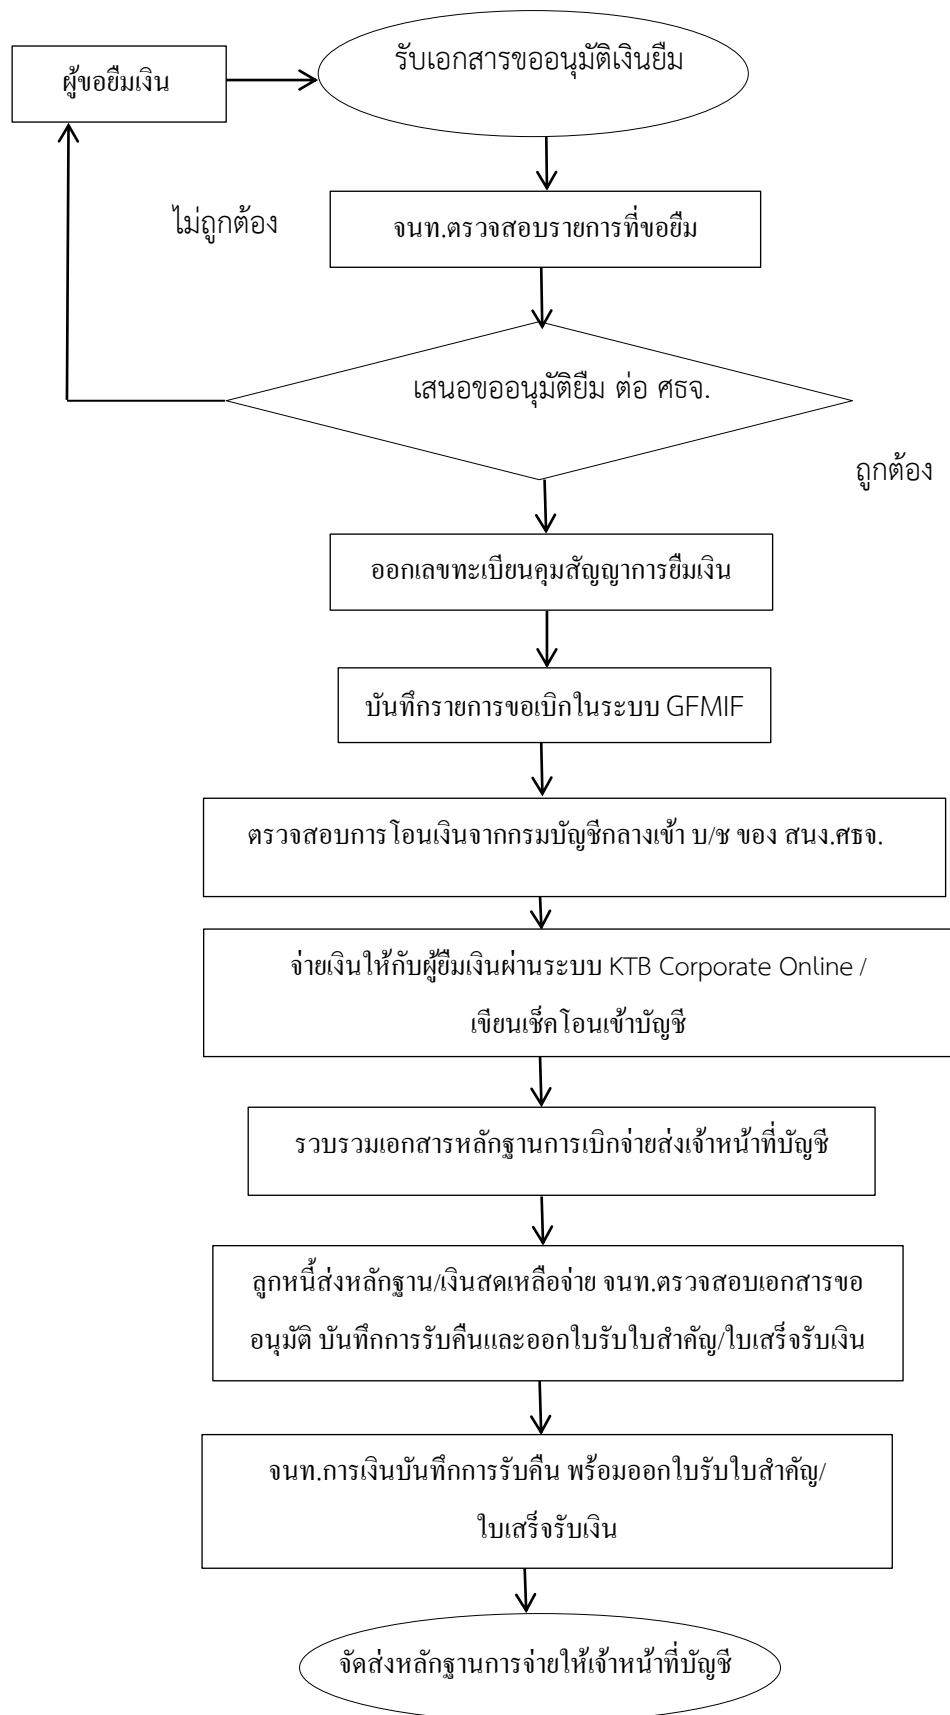 รับเอกสารขออนุมัติเงินยืม
ผู้ขอยืมเงิน
ไม่ถูกต้อง
จนท.ตรวจสอบรายการที่ขอยืม
เสนอขออนุมัติยืม ต่อ ศธจ.
ถูกต้อง
ออกเลขทะเบียนคุมสัญญาการยืมเงิน
บันทึกรายการขอเบิกในระบบ GFMIF
ตรวจสอบการโอนเงินจากกรมบัญชีกลางเข้า บ/ช ของ สนง.ศธจ.
จ่ายเงินให้กับผู้ยืมเงินผ่านระบบ KTB Corporate Online /
เขียนเช็คโอนเข้าบัญชี
รวบรวมเอกสารหลักฐานการเบิกจ่ายส่งเจ้าหน้าที่บัญชี
ลูกหนี้ส่งหลักฐาน/เงินสดเหลือจ่าย จนท.ตรวจสอบเอกสารขอ
อนุมัติ บันทึกการรับคืนและออกใบรับใบสำคัญ/ใบเสร็จรับเงิน
จนท.การเงินบันทึกการรับคืน พร้อมออกใบรับใบสำคัญ/
ใบเสร็จรับเงิน
จัดส่งหลักฐานการจ่ายให้เจ้าหน้าที่บัญชี